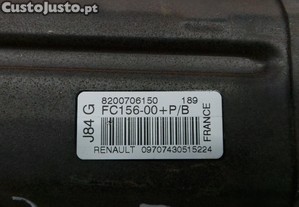 CustoJusto.pt
J84 G
8200706150 189
FC156-00+P/B
FRANCE
RENAULT 09707430515224